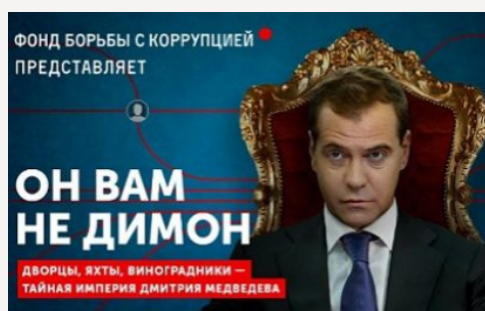 ФОНД БОРЬБЫ С КОРРУПЦИЕЙ
ПРЕДСТАВЛЯЕТ
ОН ВАМ
НЕ ДИМОН
ДВОРЦЫ, ЯХТЫ, ВИНОГРАДНИКИ —
ТАЙНАЯ ИМПЕРИЯ ДМИТРИЯ МЕДВЕДЕВА